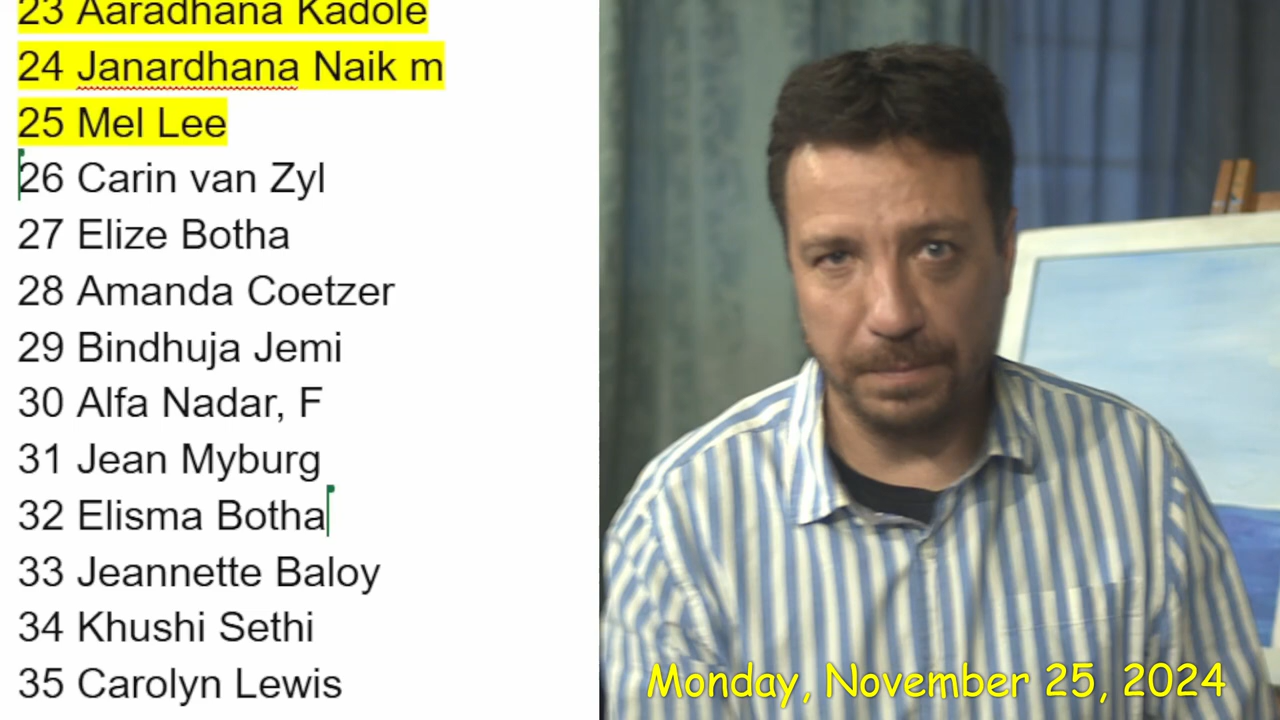 23 Aaradhana Kadole
24 Janardhana Naik m
25 Mel Lee
26 Carin van Zyl
27 Elize Botha
28 Amanda Coetzer
29 Bindhuja Jemi
30 Alfa Nadar, F
31 Jean Myburg
32 Elisma Botha
33 Jeannette Baloy
34 Khushi Sethi
35 Carolyn Lewis
Monday, November 25, 2024